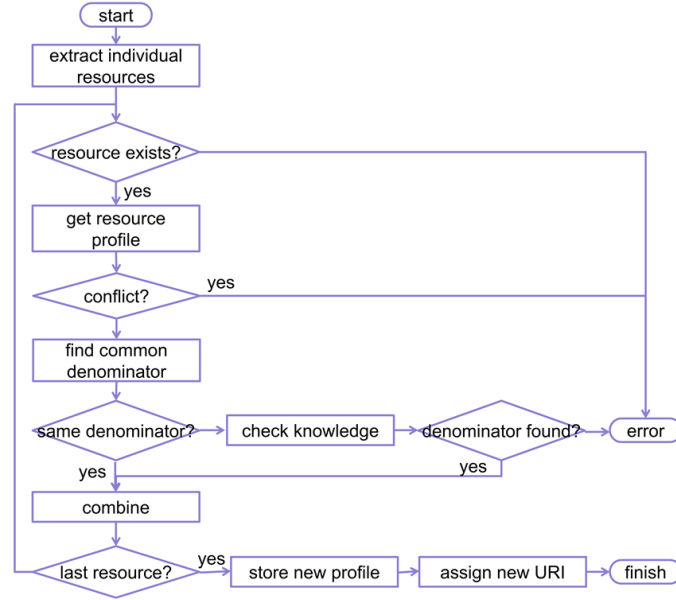 start
extract individual
resources
resource exists?
yes
get resource
profile
conflict?
yes
find common
denominator
same denominator?
check knowledge
denominator found?
error
yes
yes
combine
last resource?
yes
store new profile
assign new URI
finish